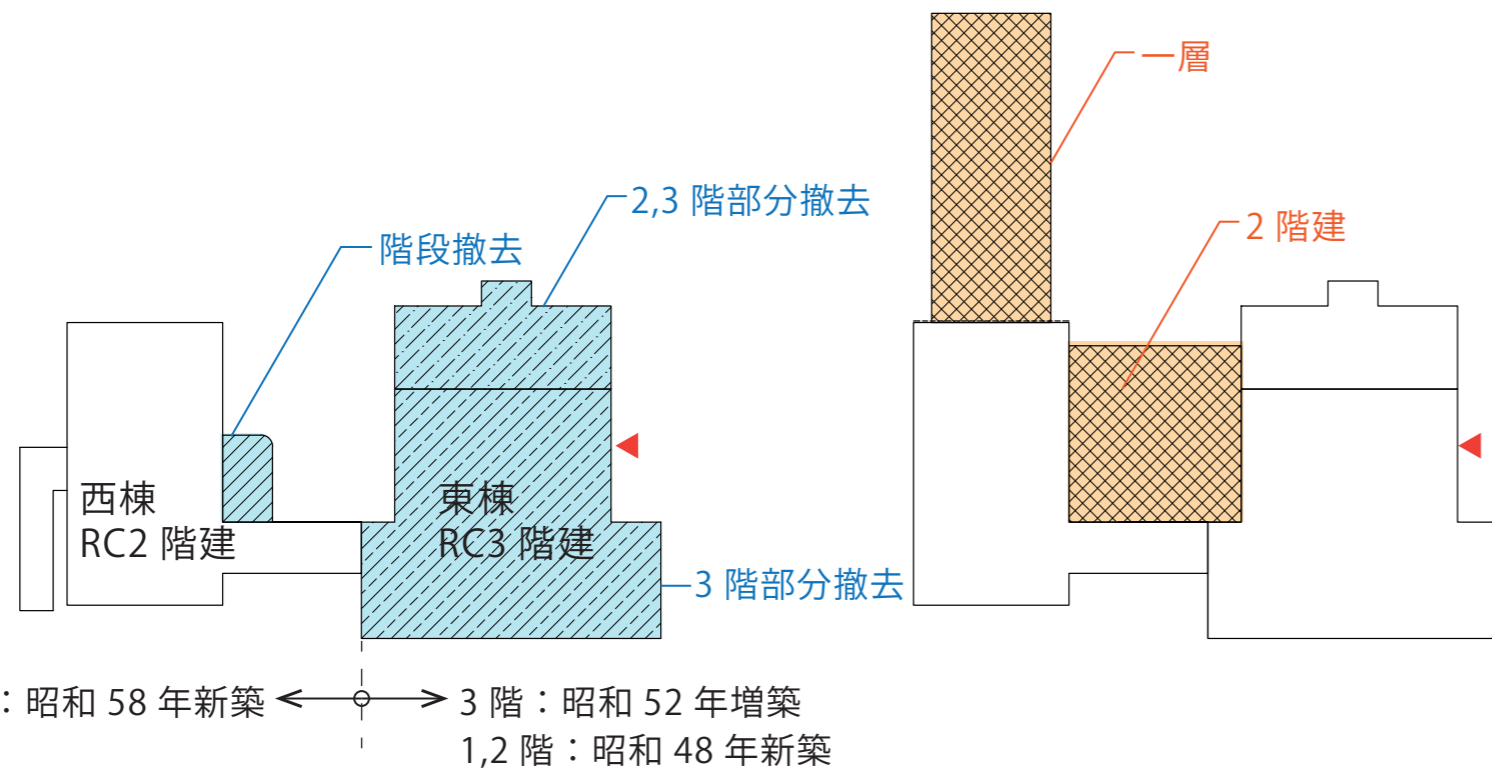 一層
2,3 階部分撤去
2 階建
階段撤去
西棟
RC2 階建
東棟
RC3 階建
3 階部分撤去
：昭和 58 年新築
3 階：昭和 52 年増築
1,2 階：昭和 48 年新築